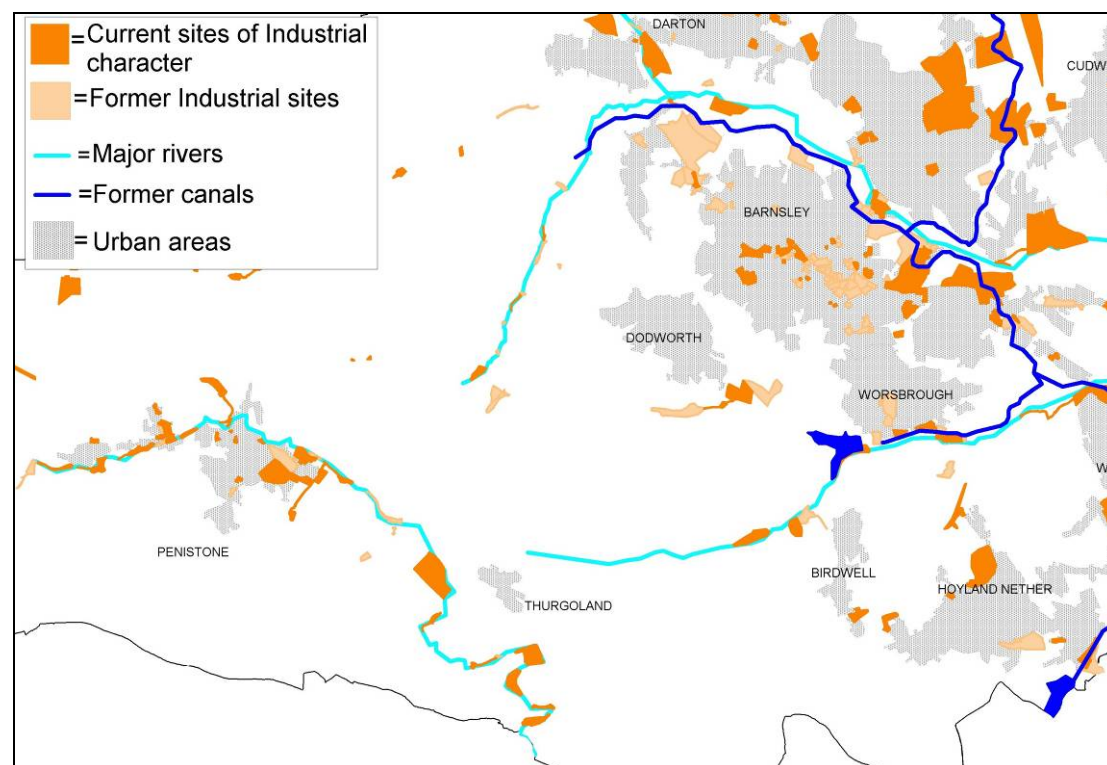 =Current sites of Industrial
character
=Former Industrial sites
=Major rivers
=Former canals
=Urban areas
DARTON
CUDW
BARNSLEY
DODWORTH
WORSBROUGH
W
PENISTONE
BIRDWELL
HOYLAND NETHER
THURGOLAND